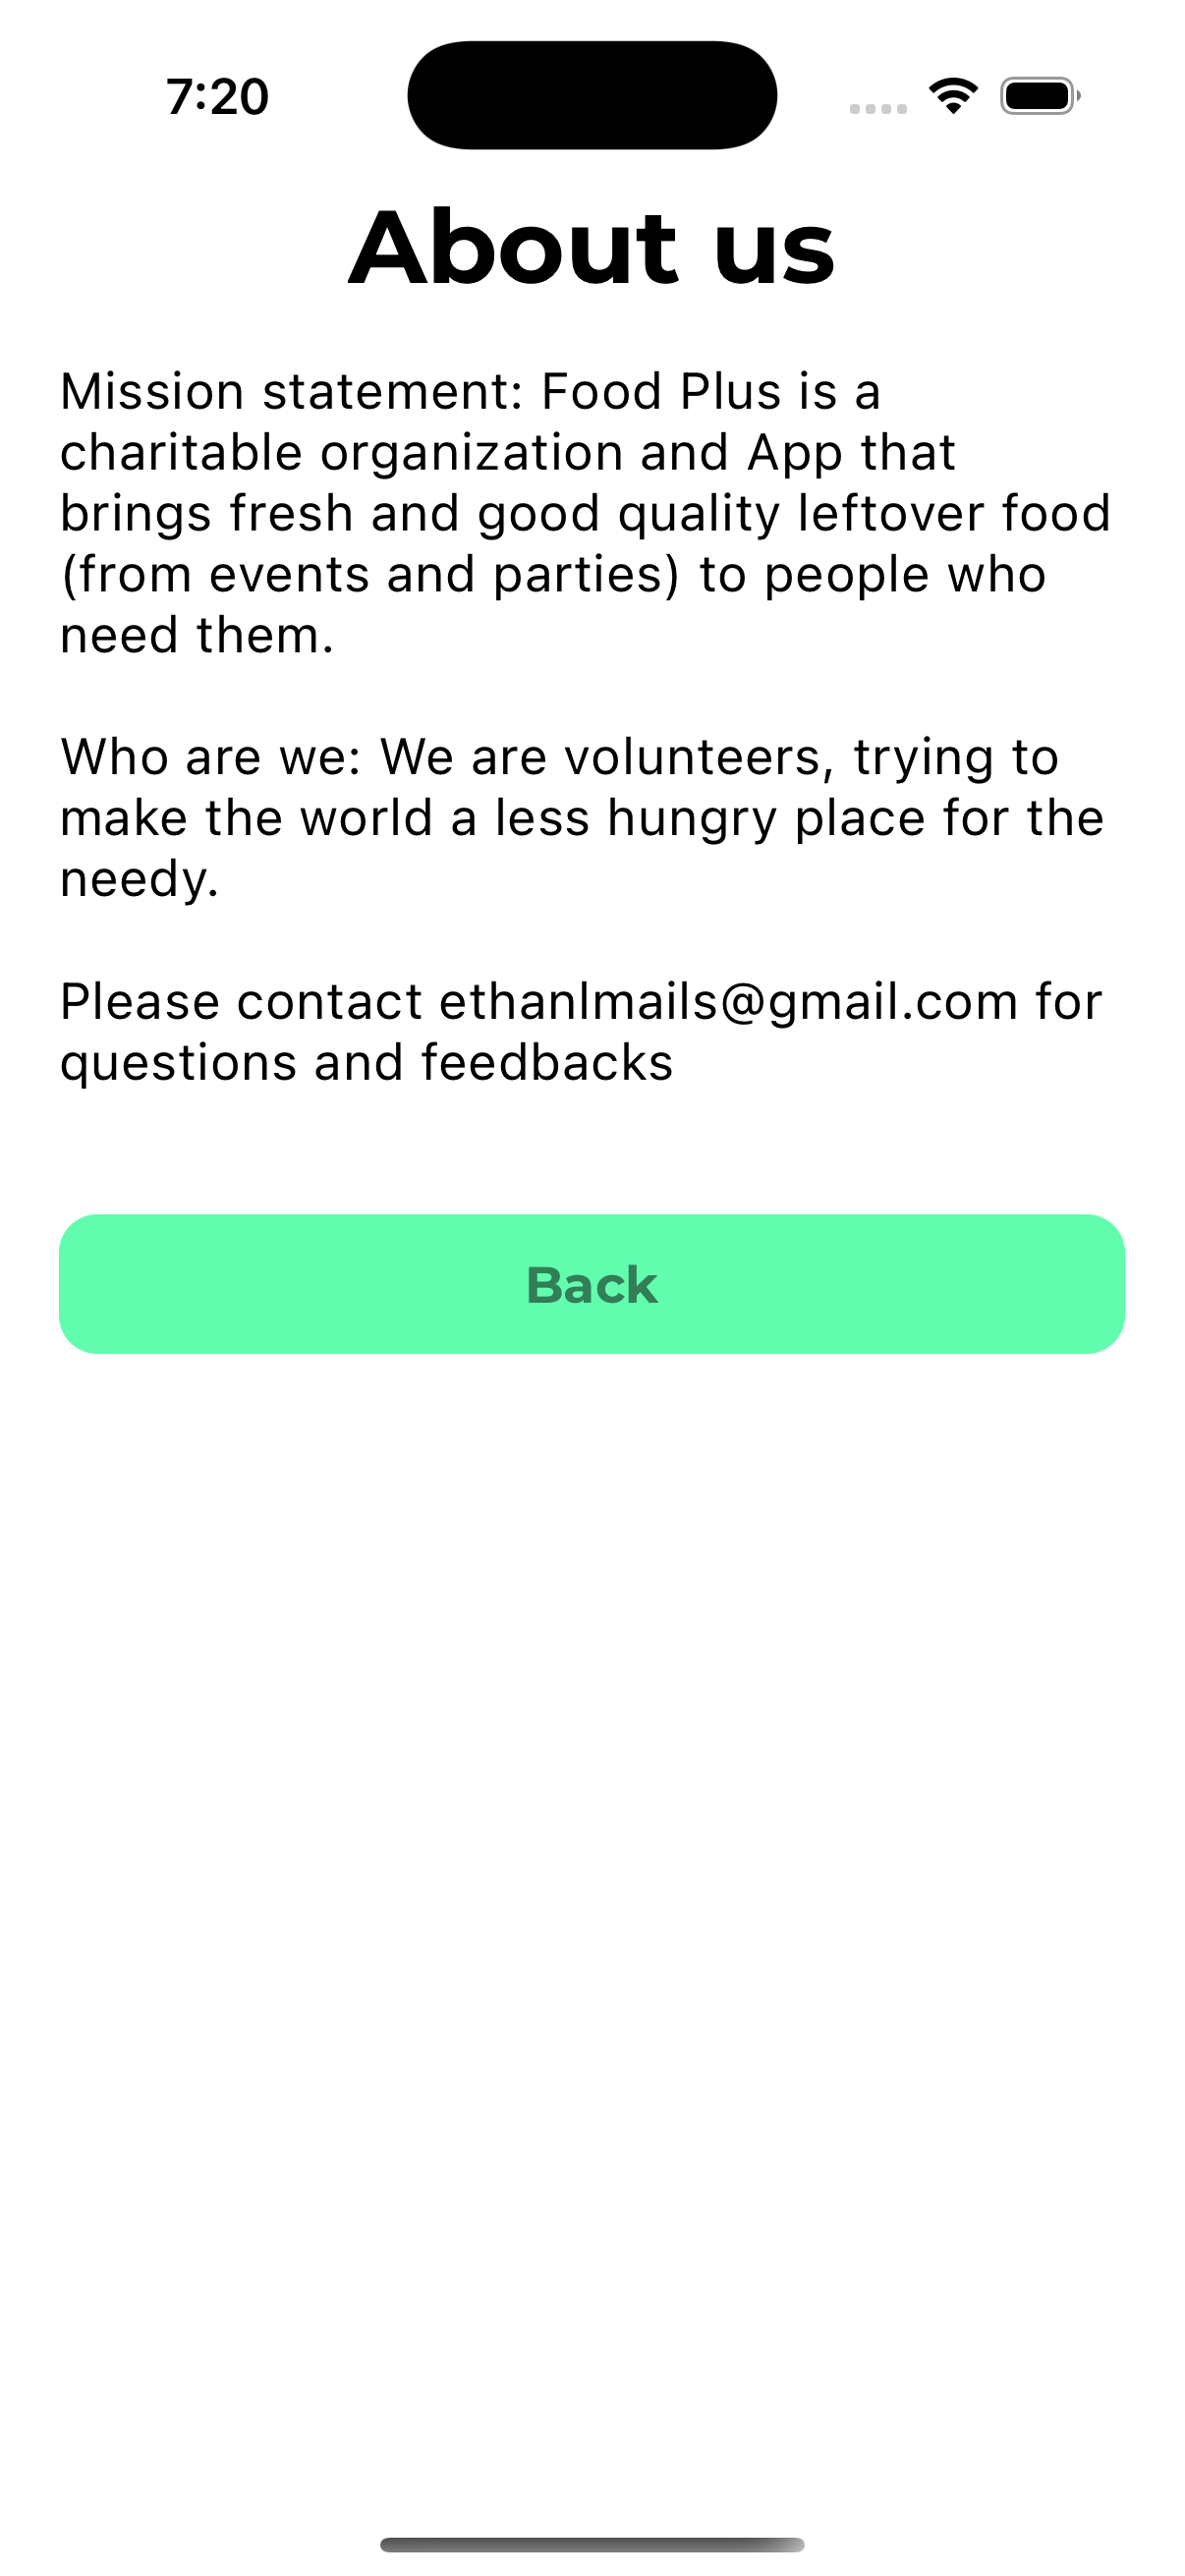 7:20
About us
Mission statement: Food Plus is a
charitable organization and App that
brings fresh and good quality leftover food
(from events and parties) to people who
need them.
Who are we: We are volunteers, trying to
make the world a less hungry place for the
needy.
Please contact ethanlmails@gmail.com for
questions and feedbacks
Back